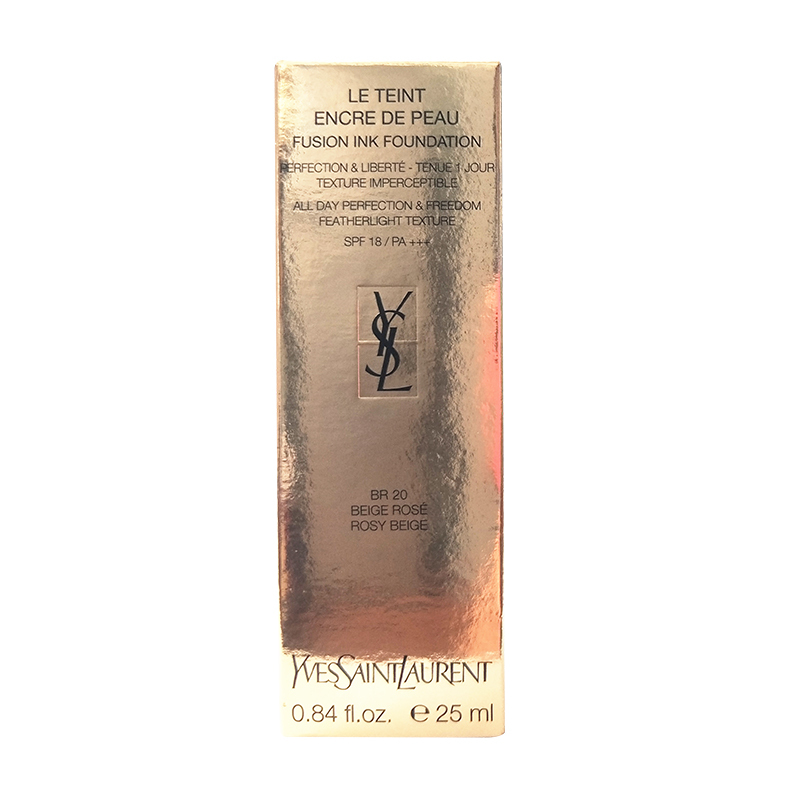 LE TEINT
ENCRE DE PEAU
FUSION INK FOUNDATION
PERFECTION & LIBERTÉ - TENUE 1 JOUR
TEXTURE IMPERCEPTIBLE
ALL DAY PERFECTION & FREEDOM
FEATHERLIGHT TEXTURE
SPF 18 / PA +++
YSL
BR 20
BEIGE ROSÉ
ROSY BEIGE
YVESSAINTLAURENT
0.84 fl.oz. ℮ 25 ml